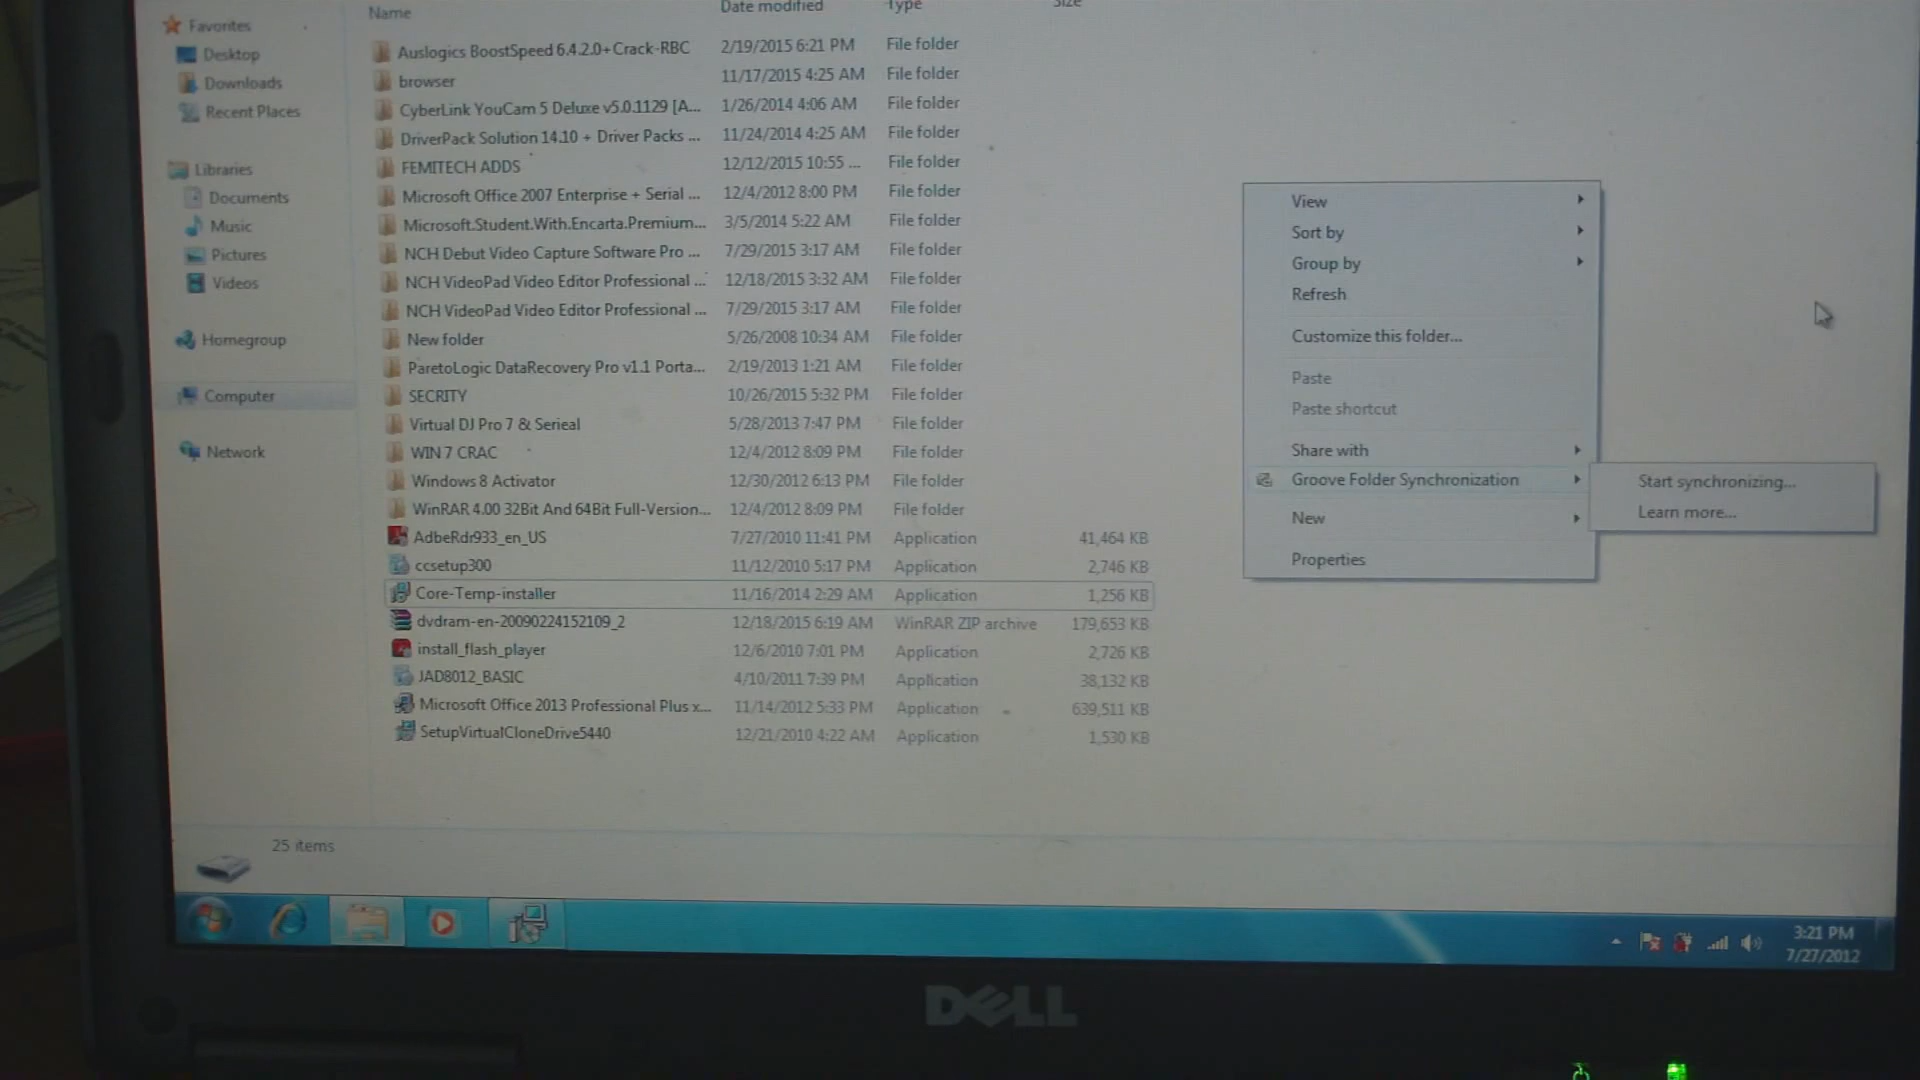 Name Date modified Type Size
Favorites
Desktop
Downloads
Recent Places
Libraries
Documents
Music
Pictures
Videos
Homegroup
Computer
Network
Auslogics BoostSpeed 6.4.2.0+Crack-RBC 2/19/2015 6:21 PM File folder
browser 11/17/2015 4:25 AM File folder
CyberLink YouCam 5 Deluxe v5.0.1129 [A... 1/26/2014 4:06 AM File folder
DriverPack Solution 14.10 + Driver Packs ... 11/24/2014 4:25 AM File folder
FEMITECH ADDS 12/12/2015 10:55 ... File folder
Microsoft Office 2007 Enterprise + Serial ... 12/4/2012 8:00 PM File folder
Microsoft.Student.With.Encarta.Premium... 3/5/2014 5:22 AM File folder
NCH Debut Video Capture Software Pro ... 7/29/2015 3:17 AM File folder
NCH VideoPad Video Editor Professional ... 12/18/2015 3:32 AM File folder
NCH VideoPad Video Editor Professional ... 7/29/2015 3:17 AM File folder
New folder 5/26/2008 10:34 AM File folder
ParetoLogic DataRecovery Pro v1.1 Porta... 2/19/2013 1:21 AM File folder
SECRITY 10/26/2015 5:32 PM File folder
Virtual DJ Pro 7 & Serieal 5/28/2013 7:47 PM File folder
WIN 7 CRAC 12/4/2012 8:09 PM File folder
Windows 8 Activator 12/30/2012 6:13 PM File folder
WinRAR 4.00 32Bit And 64Bit Full-Version... 12/4/2012 8:09 PM File folder
AdbeRdr933_en_US 7/27/2010 11:41 PM Application 41,464 KB
ccsetup300 11/12/2010 5:17 PM Application 2,746 KB
Core-Temp-installer 11/16/2014 2:29 AM Application 1,256 KB
dvdram-en-20090224152109_2 12/18/2015 6:19 AM WinRAR ZIP archive 179,653 KB
install_flash_player 12/6/2010 7:01 PM Application 2,726 KB
JAD8012_BASIC 4/10/2011 7:39 PM Application 38,132 KB
Microsoft Office 2013 Professional Plus x... 11/14/2012 5:33 PM Application 639,511 KB
SetupVirtualCloneDrive5440 12/21/2010 4:22 AM Application 1,530 KB
View
Sort by
Group by
Refresh
Customize this folder...
Paste
Paste shortcut
Share with
Groove Folder Synchronization
New
Properties
Start synchronizing...
Learn more...
25 items
3:21 PM
7/27/2012
DELL